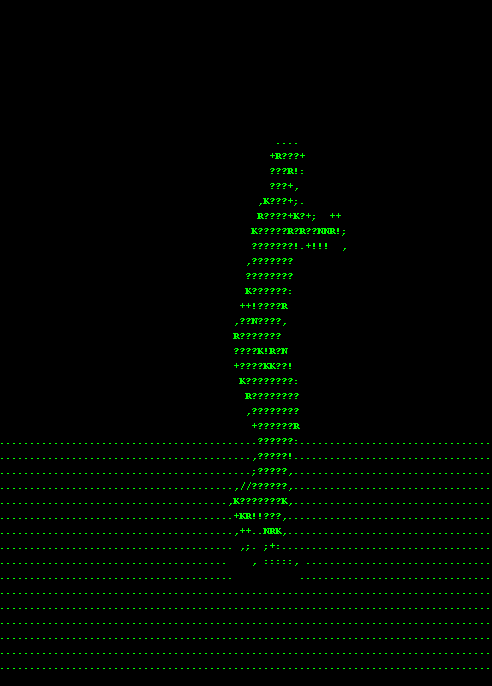 ....
+R???+
???R!:
???+,
,K???+;.
R????+K?+;  ++
K?????R?R??NNR!;
???????!.+!!!  ,
,???????
????????
K??????:
++!????R
,??N????,
R???????
????K!R?N
+????KK??!
K????????:
R????????
,????????
+??????R
..........................................??????:................................
..........................................,?????!.................................
..........................................;?????,.................................
.......................................,//??????,.................................
......................................,K???????K,.................................
.......................................+KR!!???,..................................
.......................................,++..NRK,..................................
....................................... ,;. ;+:...................................
......................................    , :::::, ...............................
.......................................           ................................
..................................................................................
..................................................................................
..................................................................................
..................................................................................
..................................................................................
..................................................................................